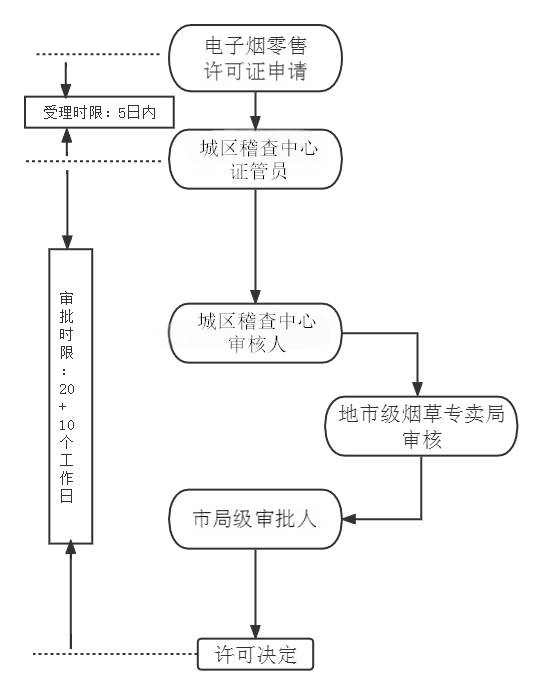 电子烟零售
许可证申请
受理时限：5日内
城区稽查中心
证管员
审批时限：20+10个工作日
城区稽查中心
审核人
地市级烟草专卖局
审核
市局级审批人
许可决定